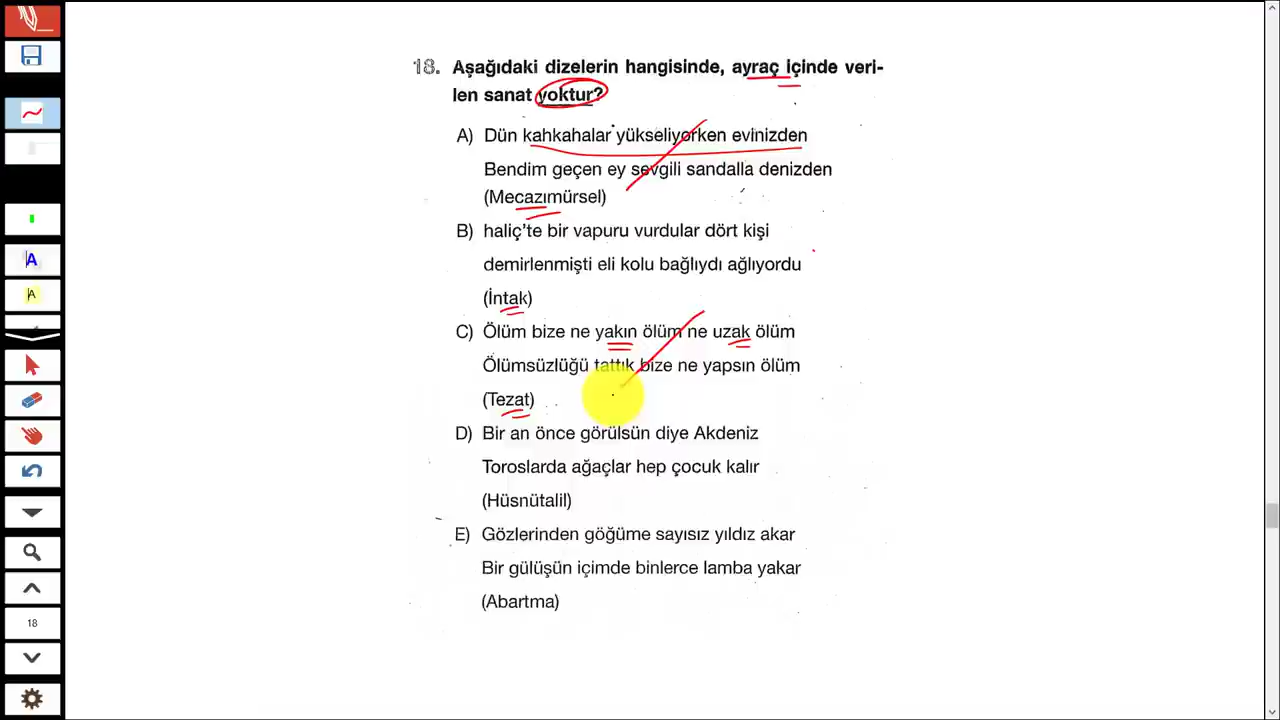 18. Aşağıdaki dizelerin hangisinde, ayraç içinde veri-
len sanat yoktur?
A) Dün kahkahalar yükseliyorken evinizden
Bendim geçen ey sevgili sandalla denizden
(Mecazımürsel)
B) haliç'te bir vapuru vurdular dört kişi
demirlenmişti eli kolu bağlıydı ağlıyordu
(İntak)
C) Ölüm bize ne yakın ölüm ne uzak ölüm
Ölümsüzlüğü tattık bize ne yapsın ölüm
(Tezat)
D) Bir an önce görülsün diye Akdeniz
Toroslarda ağaçlar hep çocuk kalır
(Hüsnütalil)
E) Gözlerinden göğüme sayısız yıldız akar
Bir gülüşün içimde binlerce lamba yakar
(Abartma)
A
A
18